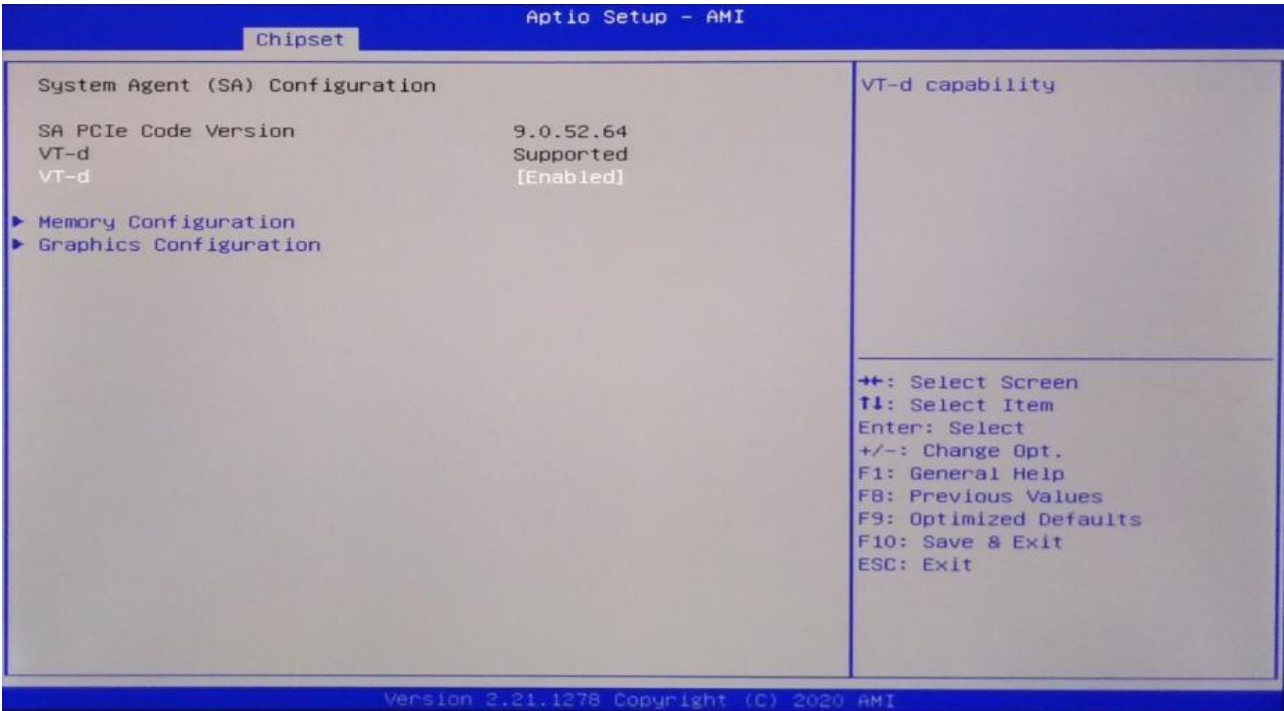 Aptio Setup - AMI
Chipset
System Agent (SA) Configuration
SA PCIe Code Version 9.0.52.64
VT-d Supported
VT-d [Enabled]
▶ Memory Configuration
▶ Graphics Configuration
VT-d capability
→←: Select Screen
↑↓: Select Item
Enter: Select
+/-: Change Opt.
F1: General Help
F8: Previous Values
F9: Optimized Defaults
F10: Save & Exit
ESC: Exit
Version 2.21.1278 Copyright (C) 2020 AMI